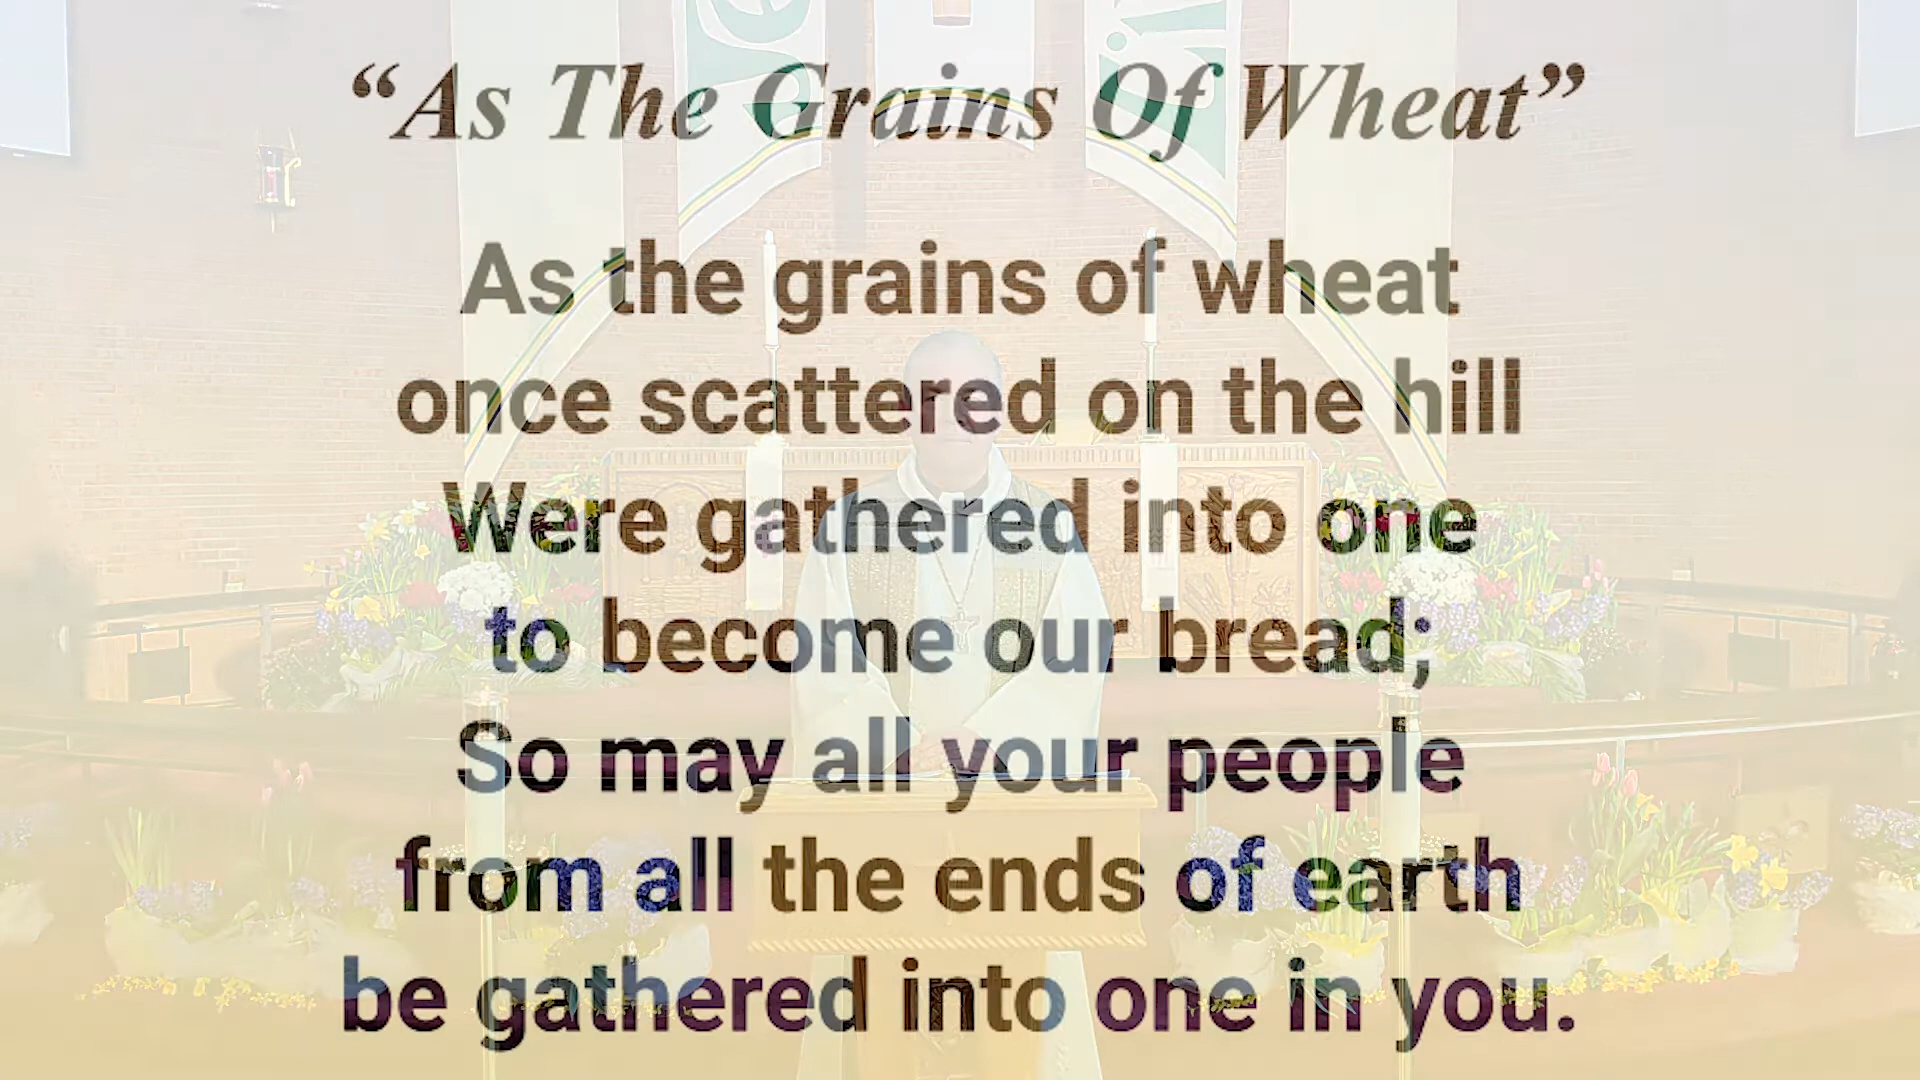 “As The Grains Of Wheat”
As the grains of wheat
once scattered on the hill
Were gathered into one
to become our bread;
So may all your people
from all the ends of earth
be gathered into one in you.